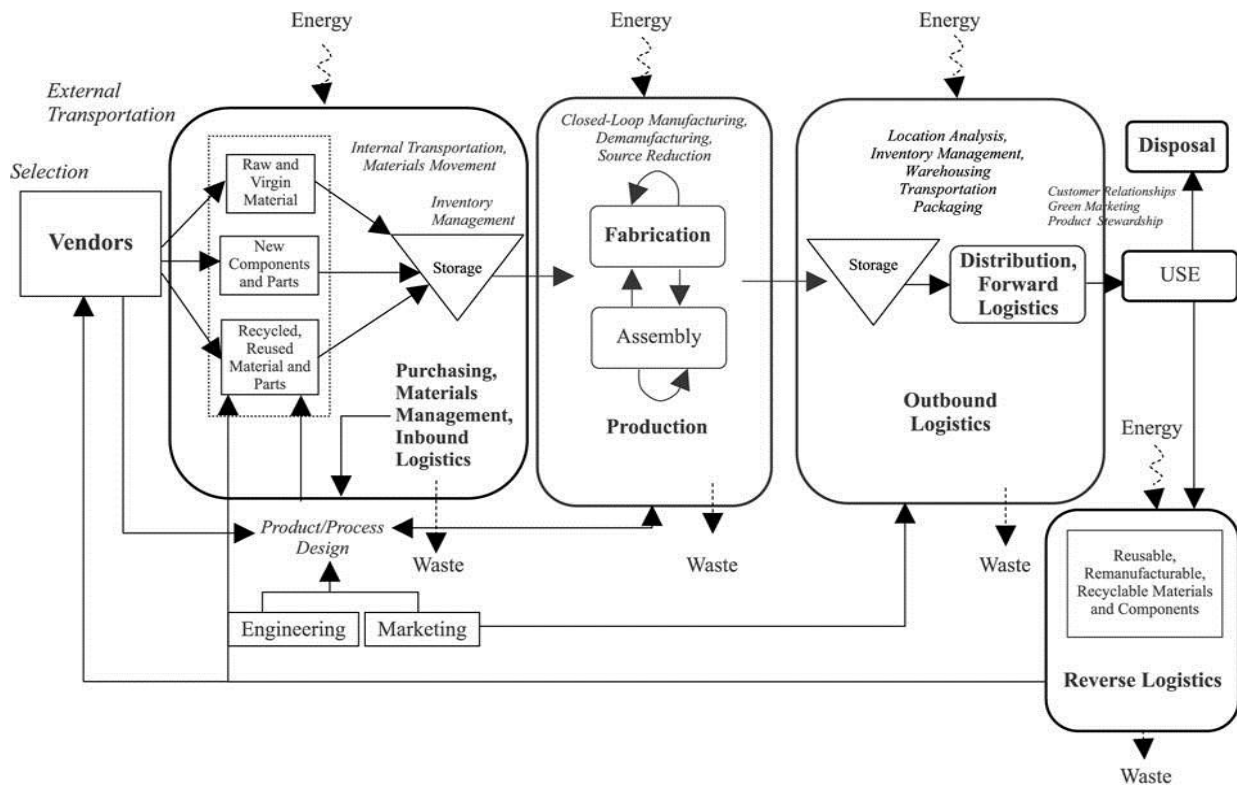 Energy
Energy
Energy
External
Transportation
Selection
Vendors
Raw and
Virgin
Material
New
Components
and Parts
Recycled,
Reused
Material and
Parts
Internal Transportation,
Materials Movement
Inventory
Management
Storage
Purchasing,
Materials
Management,
Inbound
Logistics
Closed-Loop Manufacturing,
Demanufacturing,
Source Reduction
Fabrication
Assembly
Production
Location Analysis,
Inventory Management,
Warehousing
Transportation
Packaging
Storage
Distribution,
Forward
Logistics
Outbound
Logistics
Customer Relationships
Green Marketing
Product Stewardship
Disposal
USE
Energy
Product/Process
Design
Waste
Waste
Waste
Engineering
Marketing
Reusable,
Remanufacturable,
Recyclable Materials
and Components
Reverse Logistics
Waste